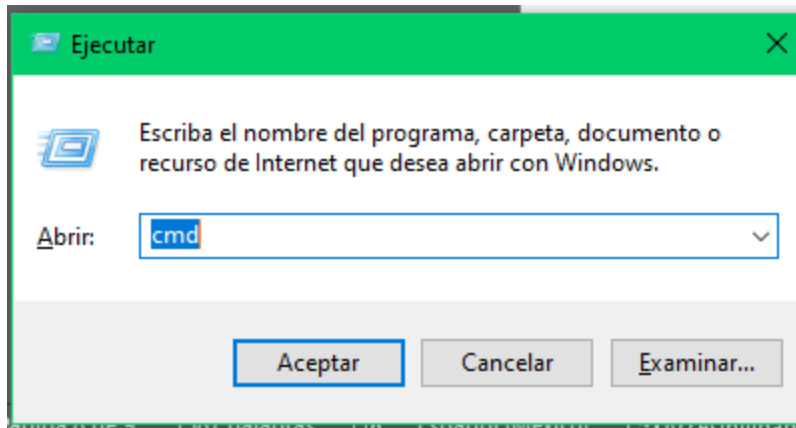 Ejecutar
Escriba el nombre del programa, carpeta, documento o
recurso de Internet que desea abrir con Windows.
Abrir: cmd
Aceptar Cancelar Examinar...